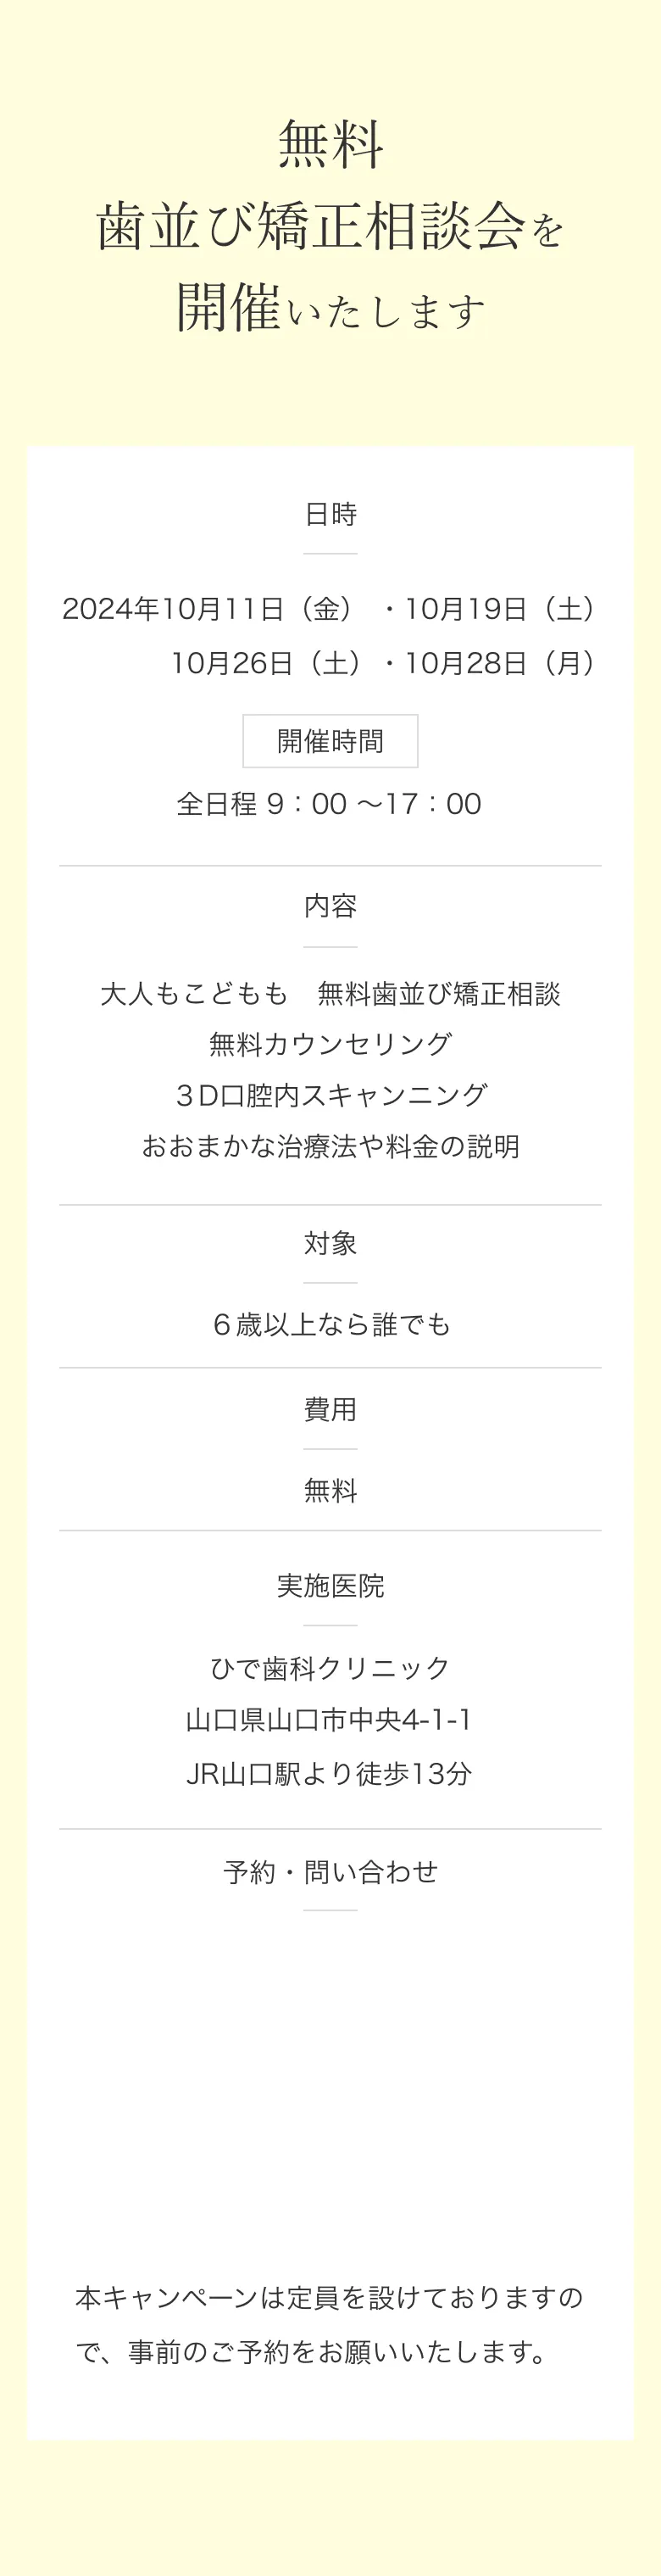 無料
歯並び矯正相談会を
開催いたします
日時
2024年10月11日（金） ・10月19日（土）
10月26日（土）・10月28日（月）
開催時間
全日程 9：00 〜17：00
内容
大人もこどもも　無料歯並び矯正相談
無料カウンセリング
３D口腔内スキャンニング
おおまかな治療法や料金の説明
対象
６歳以上なら誰でも
費用
無料
実施医院
ひで歯科クリニック
山口県山口市中央4-1-1
JR山口駅より徒歩13分
予約・問い合わせ
本キャンペーンは定員を設けておりますの
で、事前のご予約をお願いいたします。